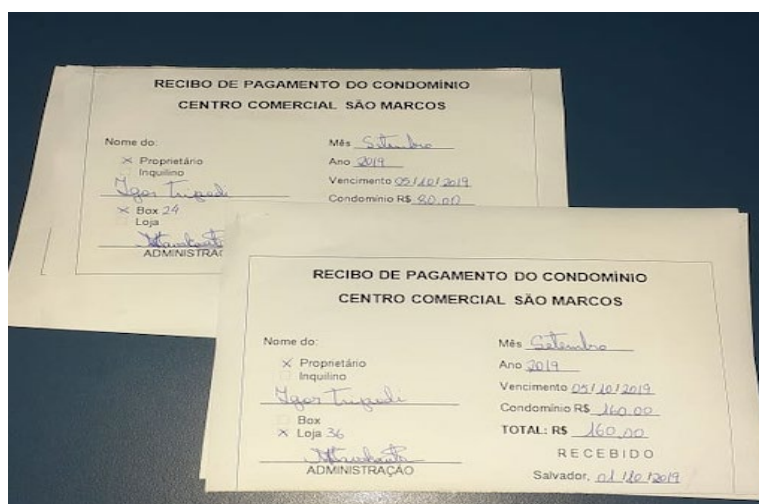 RECIBO DE PAGAMENTO DO CONDOMÍNIO
CENTRO COMERCIAL SÃO MARCOS
Nome do:
Mês Setembro
Proprietário
Ano 2019
Inquilino
Vencimento 05/10/2019
Igor Tripodi
Condomínio R$ 80,00
Box 24
Loja
ADMINISTRAÇ
RECIBO DE PAGAMENTO DO CONDOMÍNIO
CENTRO COMERCIAL SÃO MARCOS
Nome do:
Mês Setembro
Proprietário
Ano 2019
Inquilino
Vencimento 05/10/2019
Igor Tripodi
Condomínio R$ 160,00
Box
TOTAL: R$ 160,00
Loja 36
RECEBIDO
ADMINISTRAÇÃO
Salvador, 01/10/2019